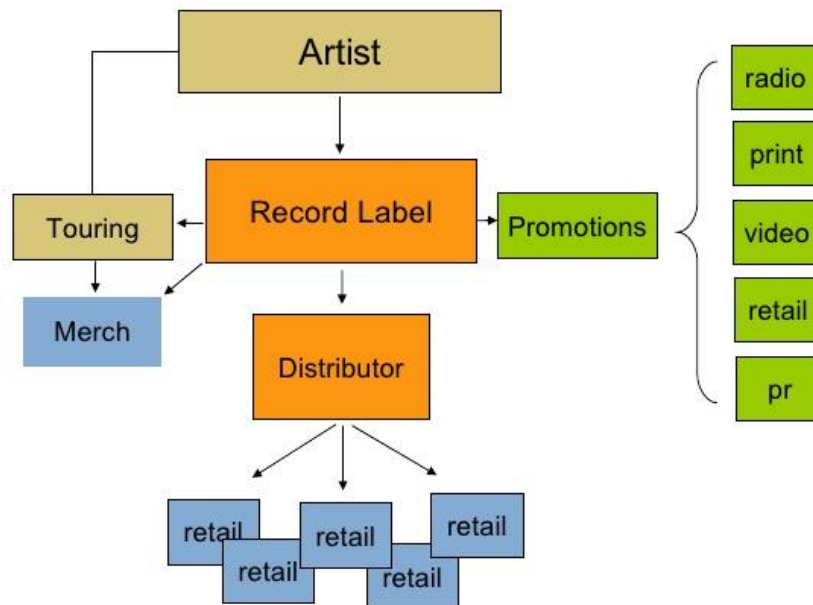 Artist
Record Label
Touring
Promotions
Merch
Distributor
radio
print
video
retail
pr
retail
retail
retail
retail
retail